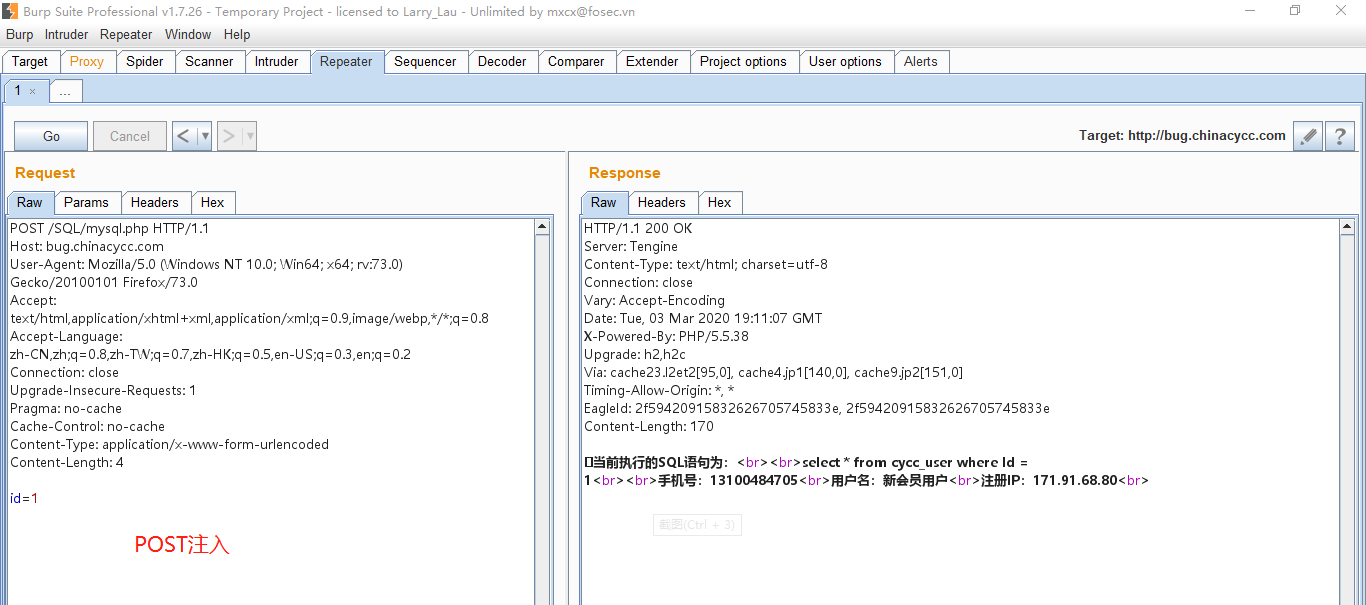 Burp Suite Professional v1.7.26 - Temporary Project - licensed to Larry_Lau - Unlimited by mxcx@fosec.vn
Burp Intruder Repeater Window Help
Target Proxy Spider Scanner Intruder Repeater Sequencer Decoder Comparer Extender Project options User options Alerts
1 × ...
Go Cancel < > Target: http://bug.chinacycc.com ?
Request
Raw Params Headers Hex
POST /SQL/mysql.php HTTP/1.1
Host: bug.chinacycc.com
User-Agent: Mozilla/5.0 (Windows NT 10.0; Win64; x64; rv:73.0)
Gecko/20100101 Firefox/73.0
Accept:
text/html,application/xhtml+xml,application/xml;q=0.9,image/webp,*/*;q=0.8
Accept-Language:
zh-CN,zh;q=0.8,zh-TW;q=0.7,zh-HK;q=0.5,en-US;q=0.3,en;q=0.2
Connection: close
Upgrade-Insecure-Requests: 1
Pragma: no-cache
Cache-Control: no-cache
Content-Type: application/x-www-form-urlencoded
Content-Length: 4
id=1
POST注入
Response
Raw Headers Hex
HTTP/1.1 200 OK
Server: Tengine
Content-Type: text/html; charset=utf-8
Connection: close
Vary: Accept-Encoding
Date: Tue, 03 Mar 2020 19:11:07 GMT
X-Powered-By: PHP/5.5.38
Upgrade: h2,h2c
Via: cache23.l2et2[95,0], cache4.jp1[140,0], cache9.jp2[151,0]
Timing-Allow-Origin: *, *
EagleId: 2f59420915832626705745833e, 2f59420915832626705745833e
Content-Length: 170
当前执行的SQL语句为：<br><br>select * from cycc_user where Id =
1<br><br>手机号：13100484705<br>用户名：新会员用户<br>注册IP：171.91.68.80<br>
截图(Ctrl + 3)